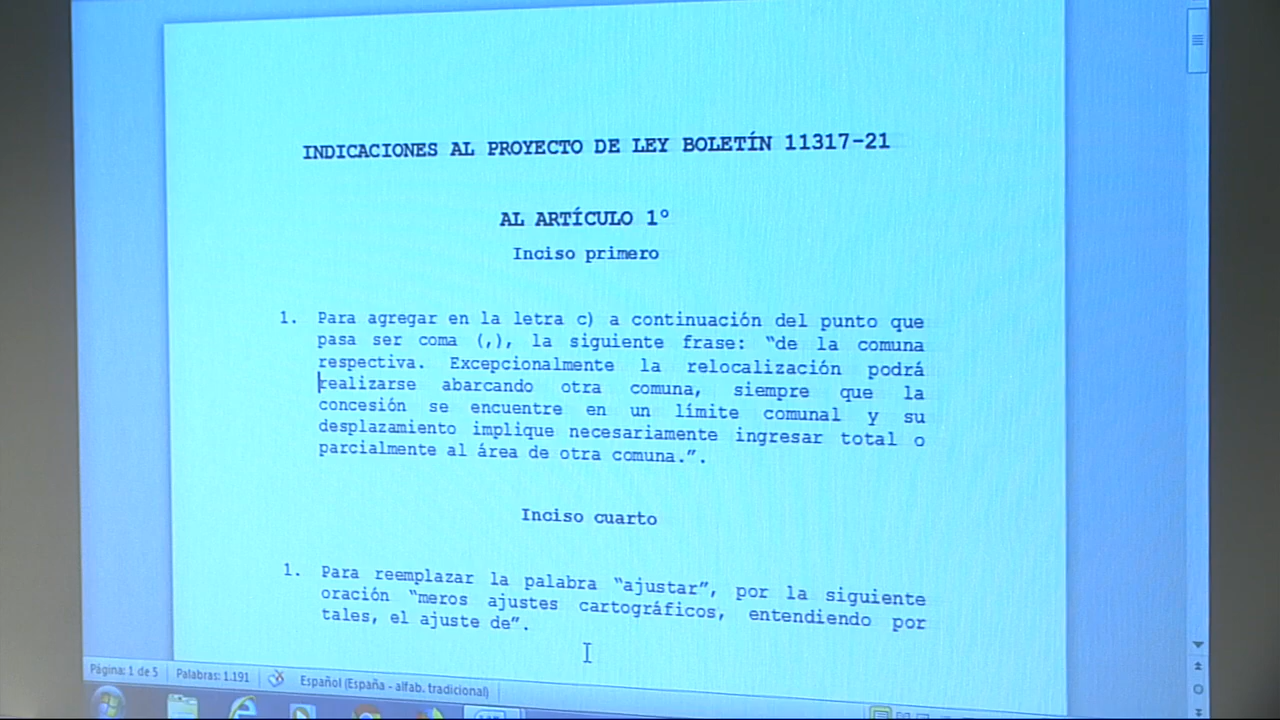 INDICACIONES AL PROYECTO DE LEY BOLETÍN 11317-21
AL ARTÍCULO 1º
Inciso primero
1. Para agregar en la letra c) a continuación del punto que
pasa ser coma (,), la siguiente frase: “de la comuna
respectiva. Excepcionalmente la relocalización podrá
realizarse abarcando otra comuna, siempre que la
concesión se encuentre en un límite comunal y su
desplazamiento implique necesariamente ingresar total o
parcialmente al área de otra comuna.”.
Inciso cuarto
1. Para reemplazar la palabra “ajustar”, por la siguiente
oración “meros ajustes cartográficos, entendiendo por
tales, el ajuste de”.
Página: 1 de 5 Palabras: 1.191 Español (España - alfab. tradicional)